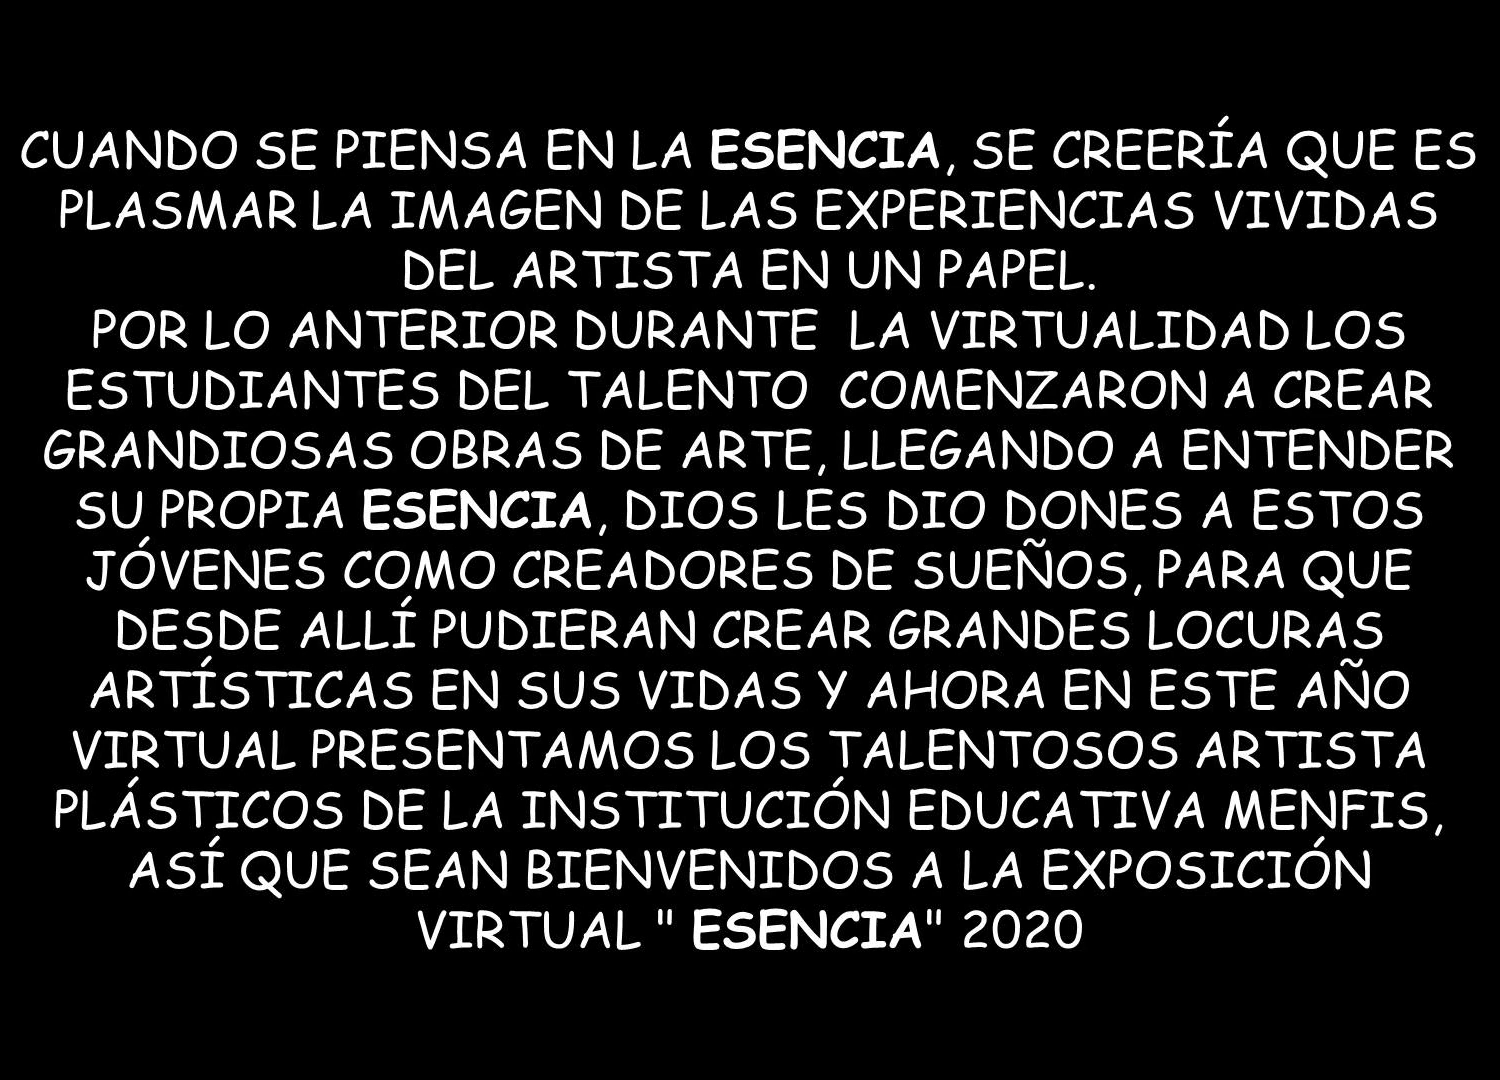 CUANDO SE PIENSA EN LA ESENCIA, SE CREERÍA QUE ES
PLASMAR LA IMAGEN DE LAS EXPERIENCIAS VIVIDAS
DEL ARTISTA EN UN PAPEL.
POR LO ANTERIOR DURANTE  LA VIRTUALIDAD LOS
ESTUDIANTES DEL TALENTO  COMENZARON A CREAR
GRANDIOSAS OBRAS DE ARTE, LLEGANDO A ENTENDER
SU PROPIA ESENCIA, DIOS LES DIO DONES A ESTOS
JÓVENES COMO CREADORES DE SUEÑOS, PARA QUE
DESDE ALLÍ PUDIERAN CREAR GRANDES LOCURAS
ARTÍSTICAS EN SUS VIDAS Y AHORA EN ESTE AÑO
VIRTUAL PRESENTAMOS LOS TALENTOSOS ARTISTA
PLÁSTICOS DE LA INSTITUCIÓN EDUCATIVA MENFIS,
ASÍ QUE SEAN BIENVENIDOS A LA EXPOSICIÓN
VIRTUAL " ESENCIA" 2020